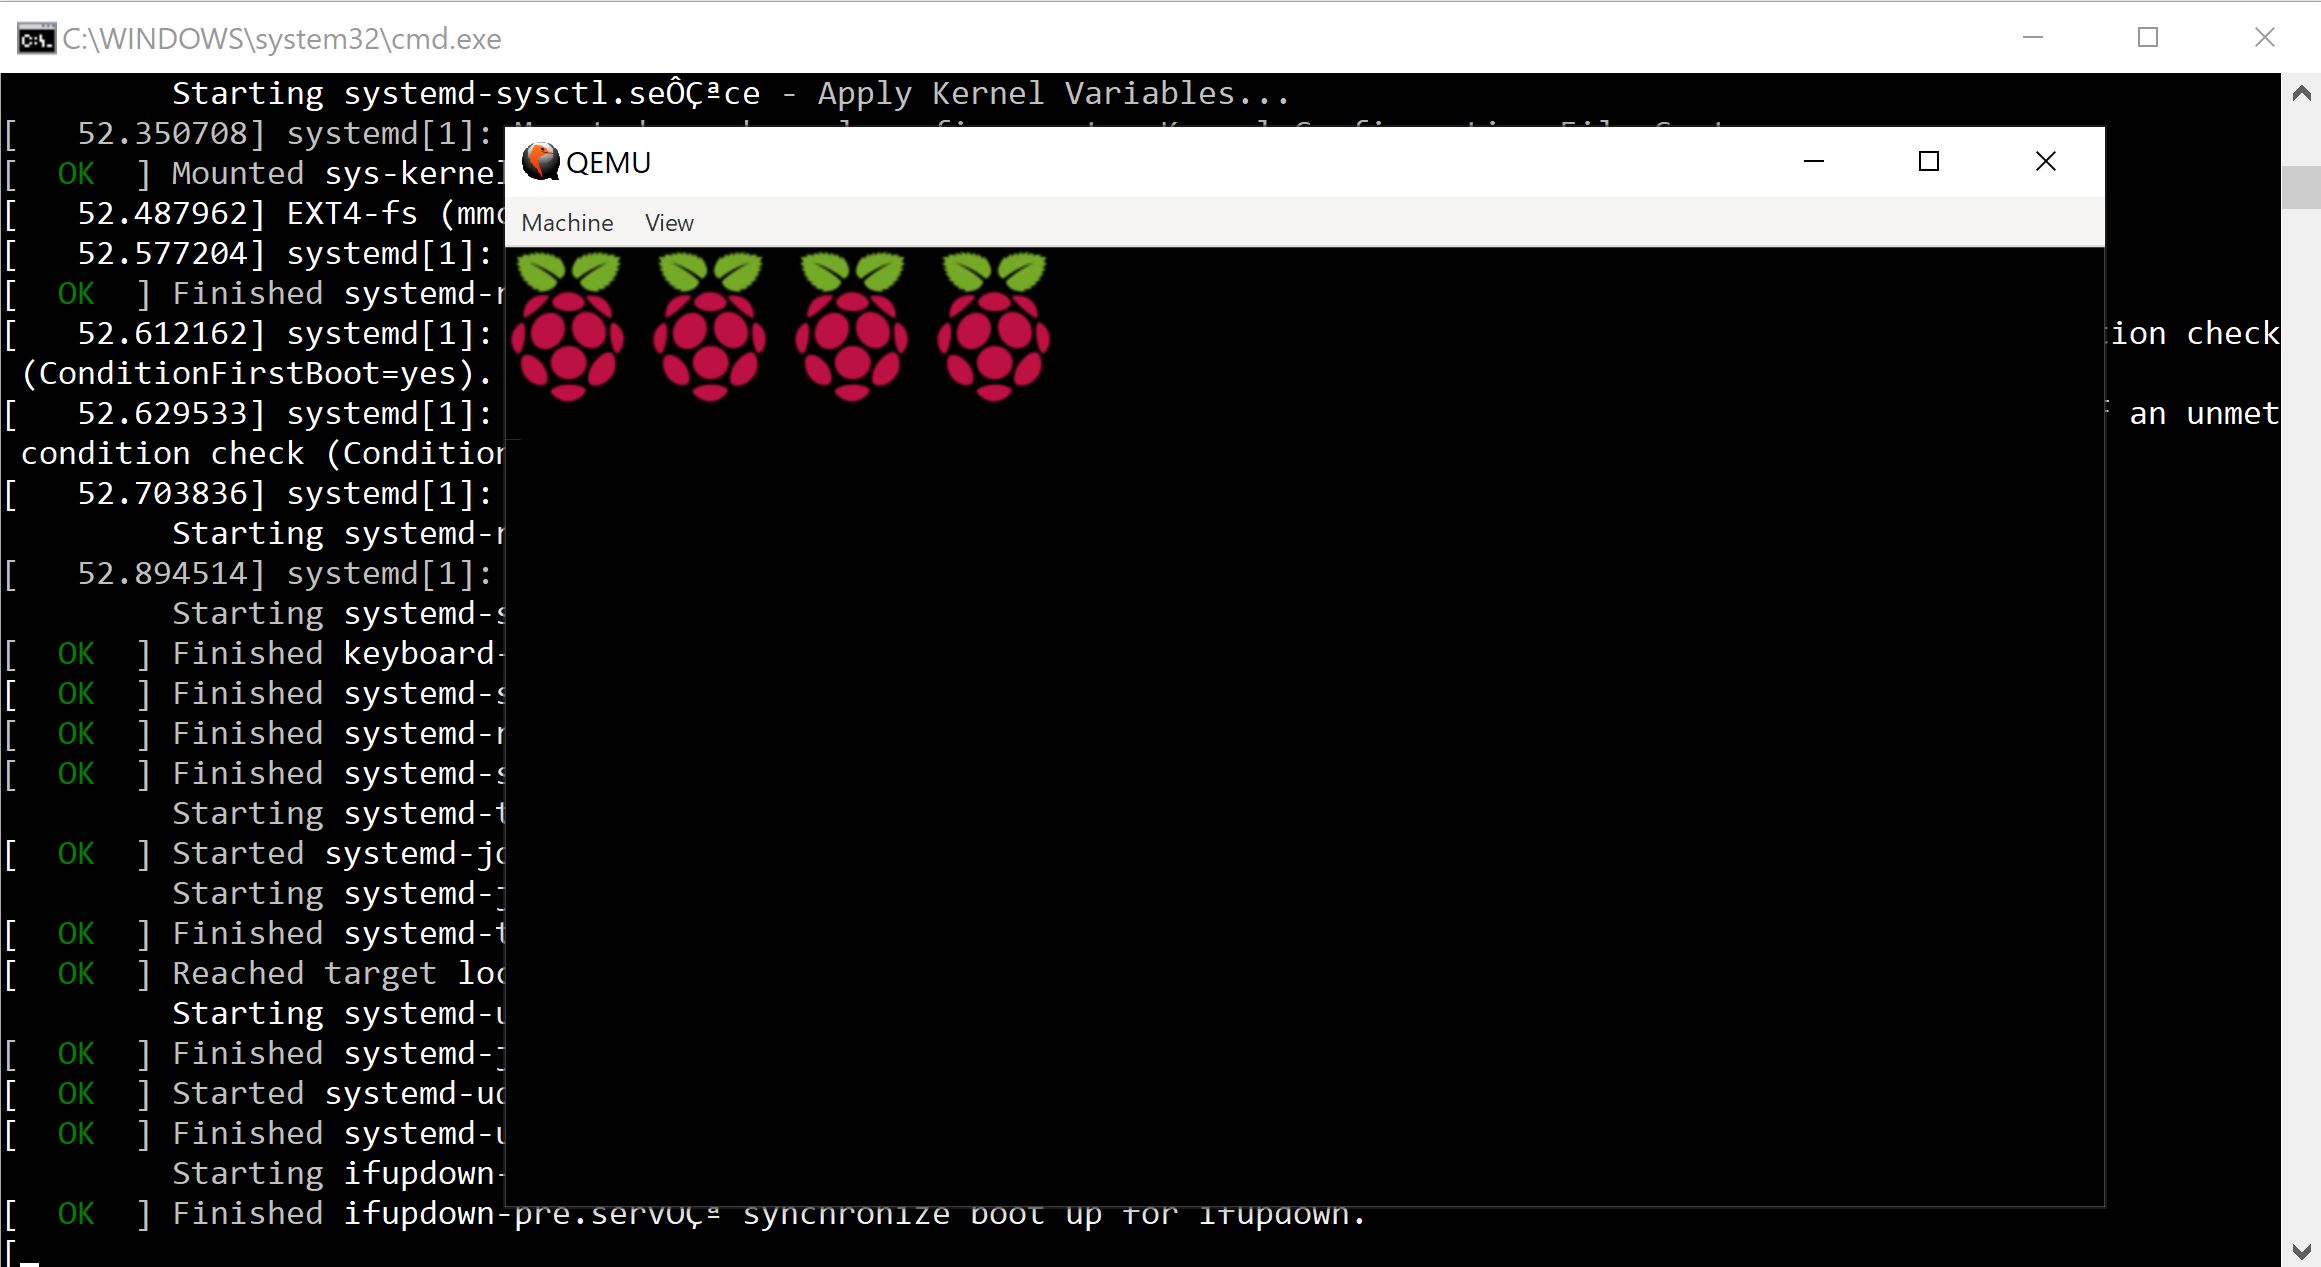 C:\WINDOWS\system32\cmd.exe
Starting systemd-sysctl.seÔÇªce - Apply Kernel Variables...
[   52.350708] systemd[1]:
[  OK  ] Mounted sys-kernel
QEMU
[   52.487962] EXT4-fs (mmc
Machine View
[   52.577204] systemd[1]:
[  OK  ] Finished systemd-r
[   52.612162] systemd[1]: tion check
(ConditionFirstBoot=yes).
[   52.629533] systemd[1]: an unmet
condition check (Condition
[   52.703836] systemd[1]:
Starting systemd-r
[   52.894514] systemd[1]:
Starting systemd-s
[  OK  ] Finished keyboard-
[  OK  ] Finished systemd-s
[  OK  ] Finished systemd-r
[  OK  ] Finished systemd-s
Starting systemd-t
[  OK  ] Started systemd-jo
Starting systemd-j
[  OK  ] Finished systemd-t
[  OK  ] Reached target loc
Starting systemd-u
[  OK  ] Finished systemd-j
[  OK  ] Started systemd-ud
[  OK  ] Finished systemd-u
Starting ifupdown-
[  OK  ] Finished ifupdown-pre.servÔÇª synchronize boot up for ifupdown.
[